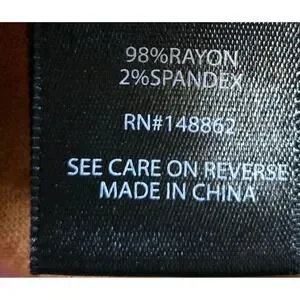 98%RAYON
2%SPANDEX
RN#148862
SEE CARE ON REVERSE
MADE IN CHINA